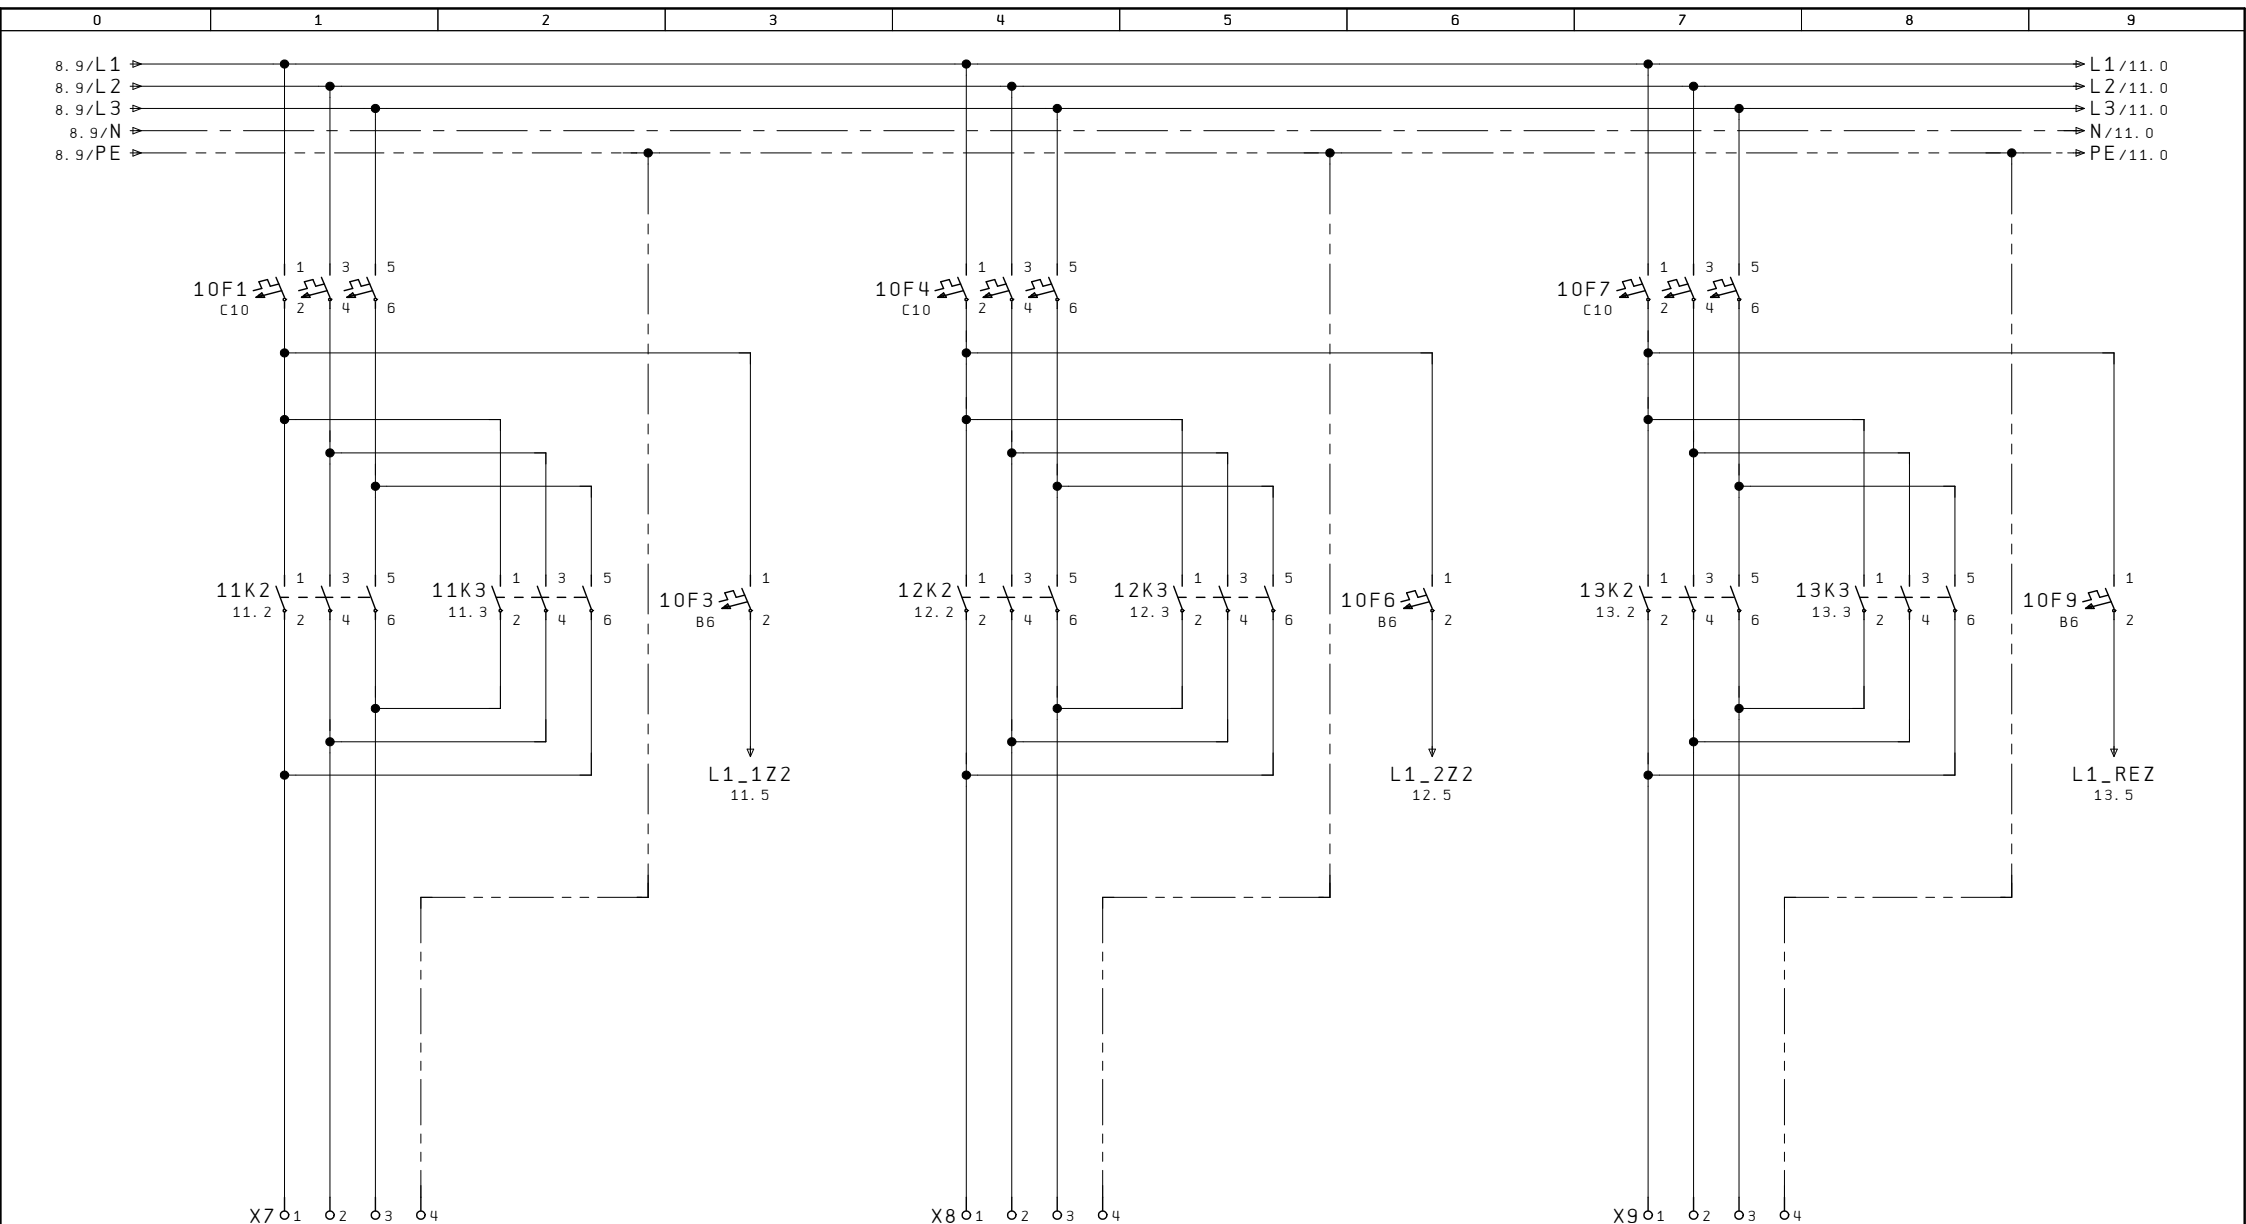 0 1 2 3 4 5 6 7 8 9
8.9/L1 L1/11.0
8.9/L2 L2/11.0
8.9/L3 L3/11.0
8.9/N N/11.0
8.9/PE PE/11.0
1 3 5 1 3 5 1 3 5
10F1 10F4 10F7
C10 2 4 6 C10 2 4 6 C10 2 4 6
1 3 5 1 3 5 1 1 3 5 1 3 5 1 1 3 5 1 3 5 1
11K2 11K3 10F3 12K2 12K3 10F6 13K2 13K3 10F9
11.2 11.3 12.2 12.3 13.2 13.3
2 4 6 2 4 6 B6 2 2 4 6 2 4 6 B6 2 2 4 6 2 4 6 B6 2
L1_1Z2 L1_2Z2 L1_REZ
11.5 12.5 13.5
X7 1 2 3 4 X8 1 2 3 4 X9 1 2 3 4